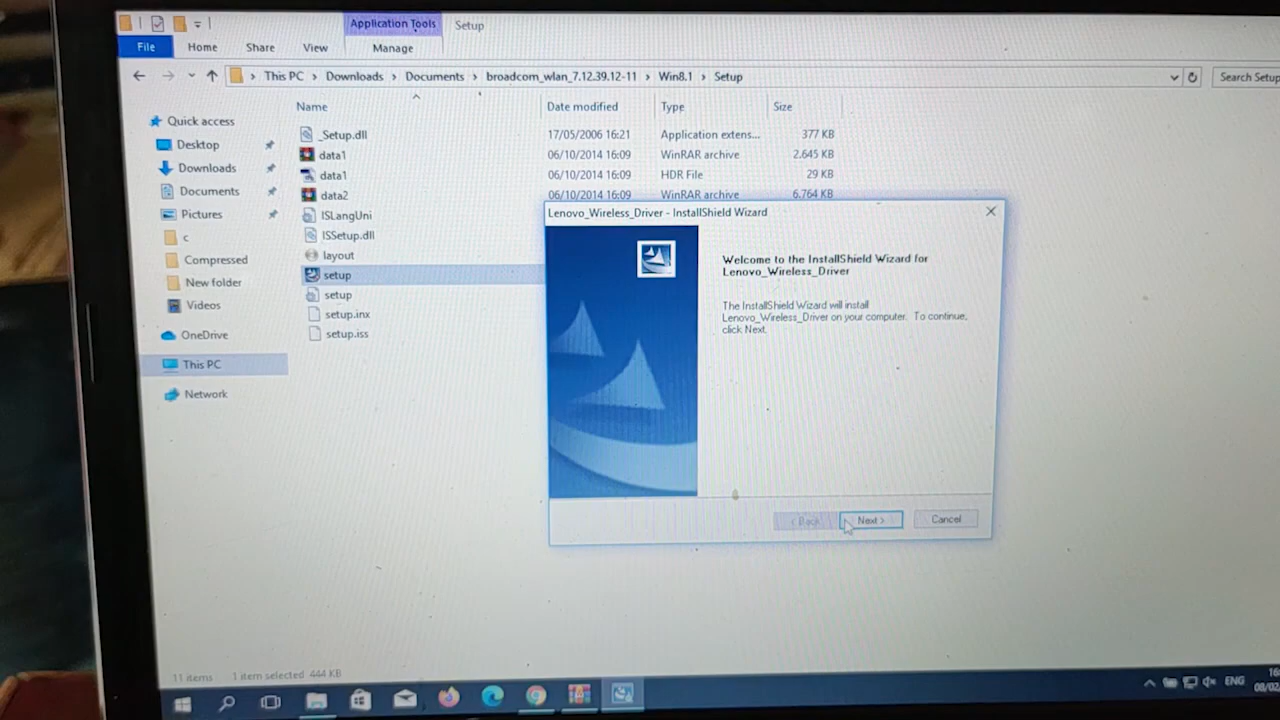 Application Tools
Setup
File
Home
Share
View
Manage
This PC > Downloads > Documents > broadcom_wlan_7.12.39.12-11 > Win8.1 > Setup
Search Setup
Name
Date modified
Type
Size
Quick access
Desktop
Downloads
Documents
Pictures
c
Compressed
New folder
Videos
OneDrive
This PC
Network
_Setup.dll 17/05/2006 16:21 Application extens... 377 KB
data1 06/10/2014 16:09 WinRAR archive 2.645 KB
data1 06/10/2014 16:09 HDR File 29 KB
data2 06/10/2014 16:09 WinRAR archive 6.764 KB
ISLangUni
ISSetup.dll
layout
setup
setup
setup.inx
setup.iss
Lenovo_Wireless_Driver - InstallShield Wizard
Welcome to the InstallShield Wizard for
Lenovo_Wireless_Driver
The InstallShield Wizard will install
Lenovo_Wireless_Driver on your computer. To continue,
click Next.
< Back
Next >
Cancel
11 items
1 item selected 444 KB
ENG
16
08/02